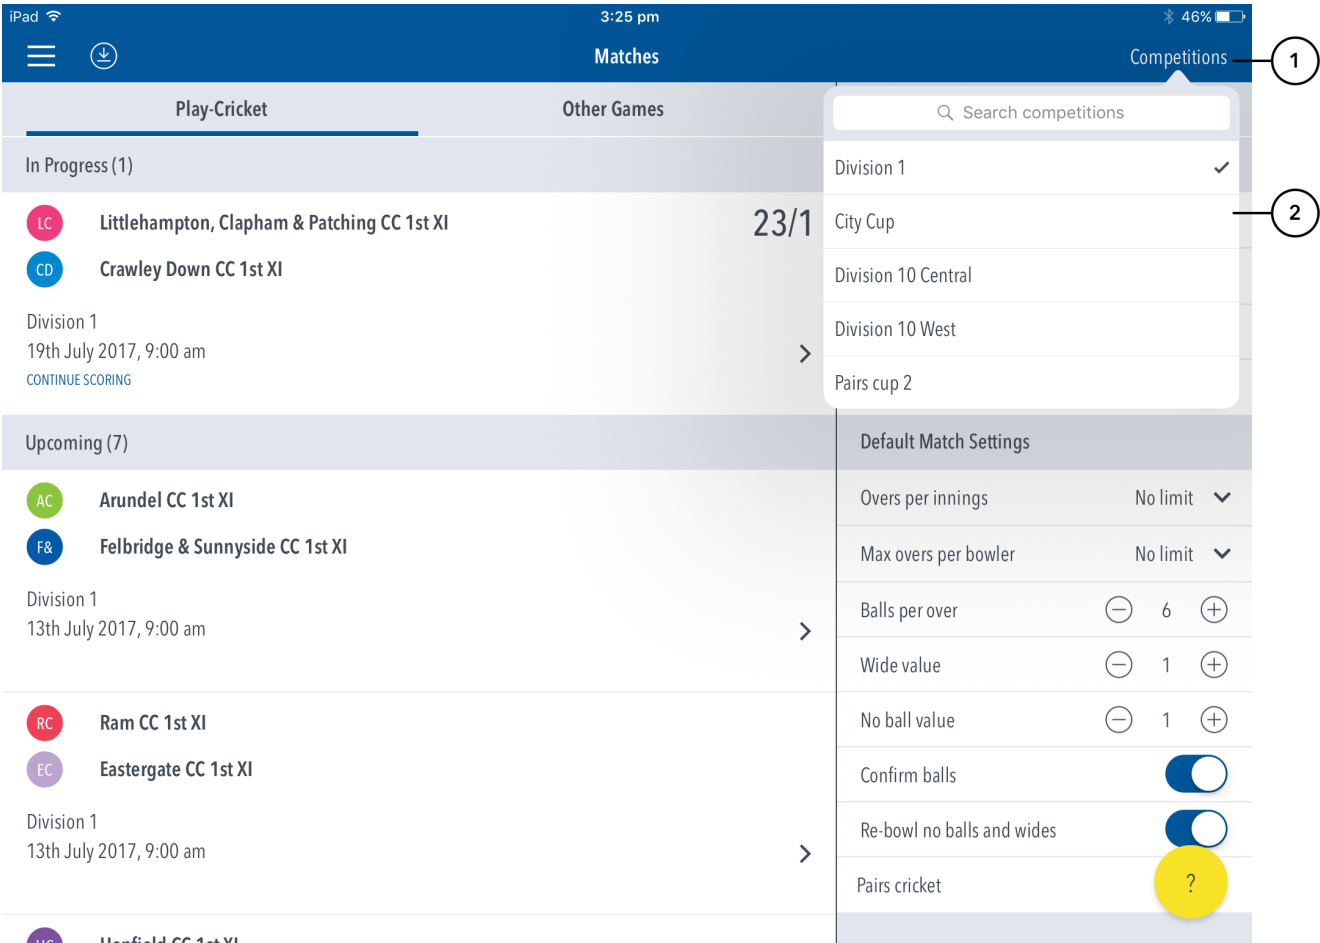 iPad
3:25 pm
46%
Matches
Competitions
1
Play-Cricket
Other Games
Search competitions
Division 1
City Cup
Division 10 Central
Division 10 West
Pairs cup 2
2
In Progress (1)
LC
Littlehampton, Clapham & Patching CC 1st XI
23/1
CD
Crawley Down CC 1st XI
Division 1
19th July 2017, 9:00 am
CONTINUE SCORING
Upcoming (7)
AC
Arundel CC 1st XI
F&
Felbridge & Sunnyside CC 1st XI
Division 1
13th July 2017, 9:00 am
RC
Ram CC 1st XI
EC
Eastergate CC 1st XI
Division 1
13th July 2017, 9:00 am
CC 1st XI
Default Match Settings
Overs per innings No limit
Max overs per bowler No limit
Balls per over 6
Wide value 1
No ball value 1
Confirm balls
Re-bowl no balls and wides
Pairs cricket
?